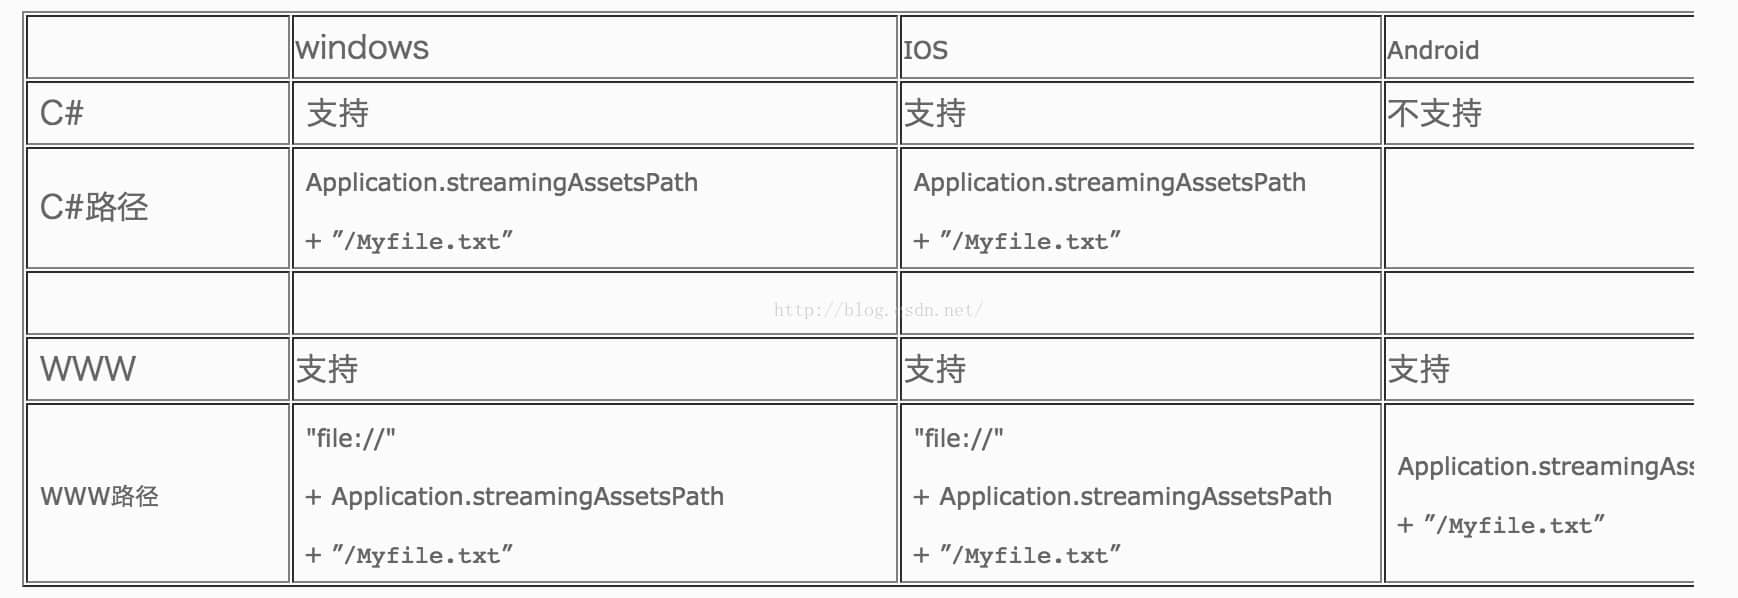 windows IOS Android
C# 支持 支持 不支持
Application.streamingAssetsPath Application.streamingAssetsPath
C#路径
+ ”/Myfile.txt” + ”/Myfile.txt”
http://blog.csdn.net/
WWW 支持 支持 支持
"file://" "file://"
Application.streamingAss
WWW路径 + Application.streamingAssetsPath + Application.streamingAssetsPath
+ ”/Myfile.txt”
+ ”/Myfile.txt” + ”/Myfile.txt”